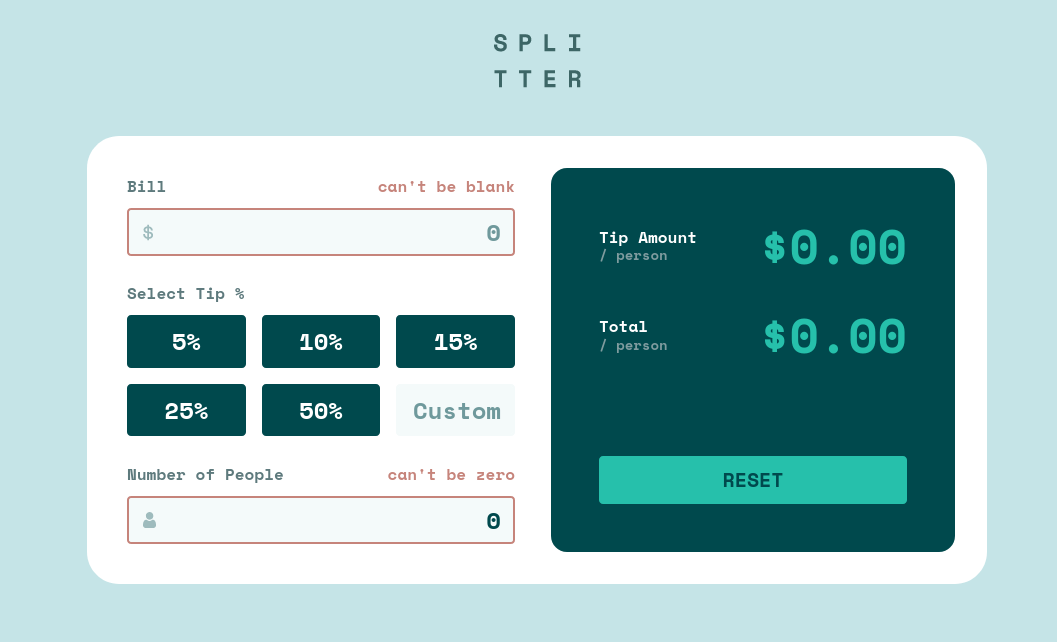 SPLI
TTER
Bill can't be blank
$ 0
Select Tip %
5% 10% 15%
25% 50% Custom
Number of People can't be zero
0
Tip Amount $0.00
/ person
Total $0.00
/ person
RESET